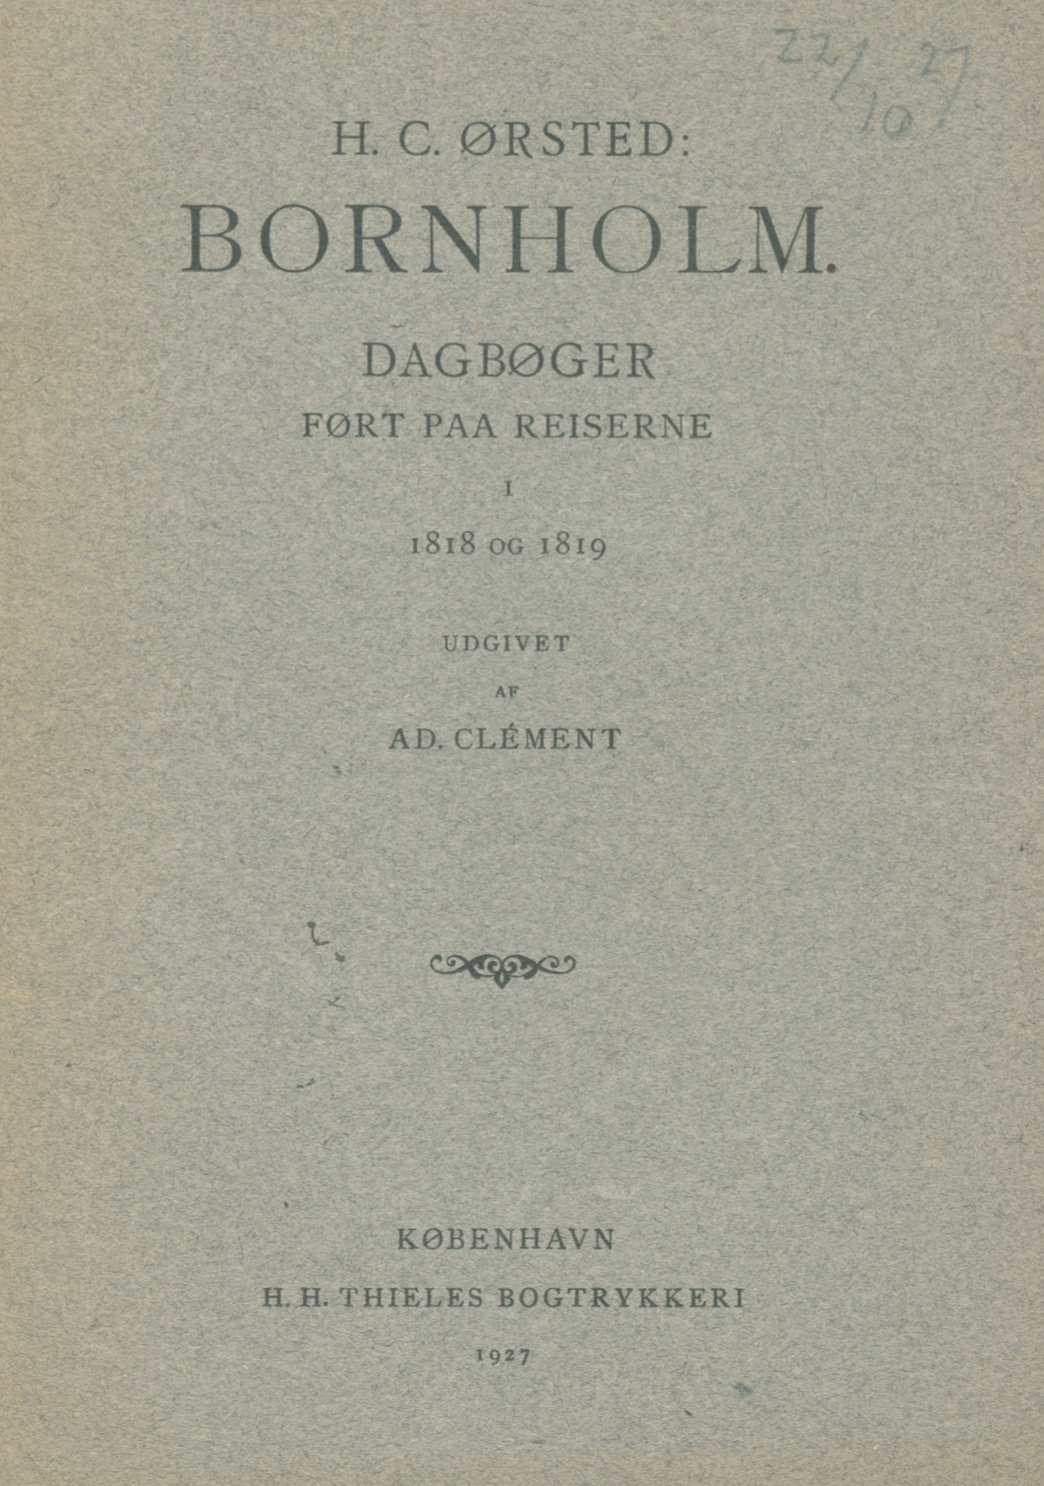 22/10 27
H. C. ØRSTED:
BORNHOLM.
DAGBØGER
FØRT PAA REISERNE
I
1818 OG 1819
UDGIVET
AF
AD. CLÉMENT
KØBENHAVN
H. H. THIELES BOGTRYKKERI
1927